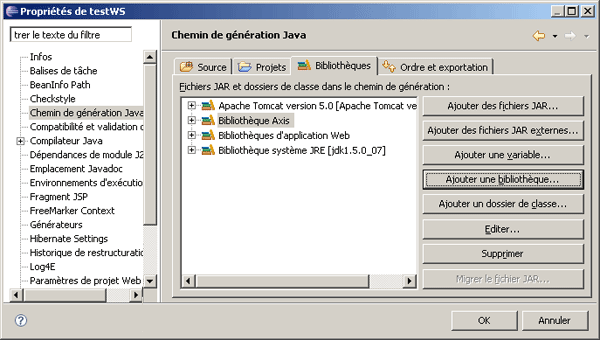 Propriétés de testWS
trer le texte du filtre
Infos
Balises de tâche
BeanInfo Path
Checkstyle
Chemin de génération Java
Compatibilité et validation d
Compilateur Java
Dépendances de module J2
Emplacement Javadoc
Environnements d'exécutio
Fragment JSP
FreeMarker Context
Générateurs
Hibernate Settings
Historique de restructuratio
Log4E
Paramètres de projet Web
Chemin de génération Java
Source
Projets
Bibliothèques
Ordre et exportation
Fichiers JAR et dossiers de classe dans le chemin de génération :
Apache Tomcat version 5.0 [Apache Tomcat ve
Bibliothèque Axis
Bibliothèques d'application Web
Bibliothèque système JRE [jdk1.5.0_07]
Ajouter des fichiers JAR...
Ajouter des fichiers JAR externes...
Ajouter une variable...
Ajouter une bibliothèque...
Ajouter un dossier de classe...
Editer...
Supprimer
Migrer le fichier JAR...
OK
Annuler